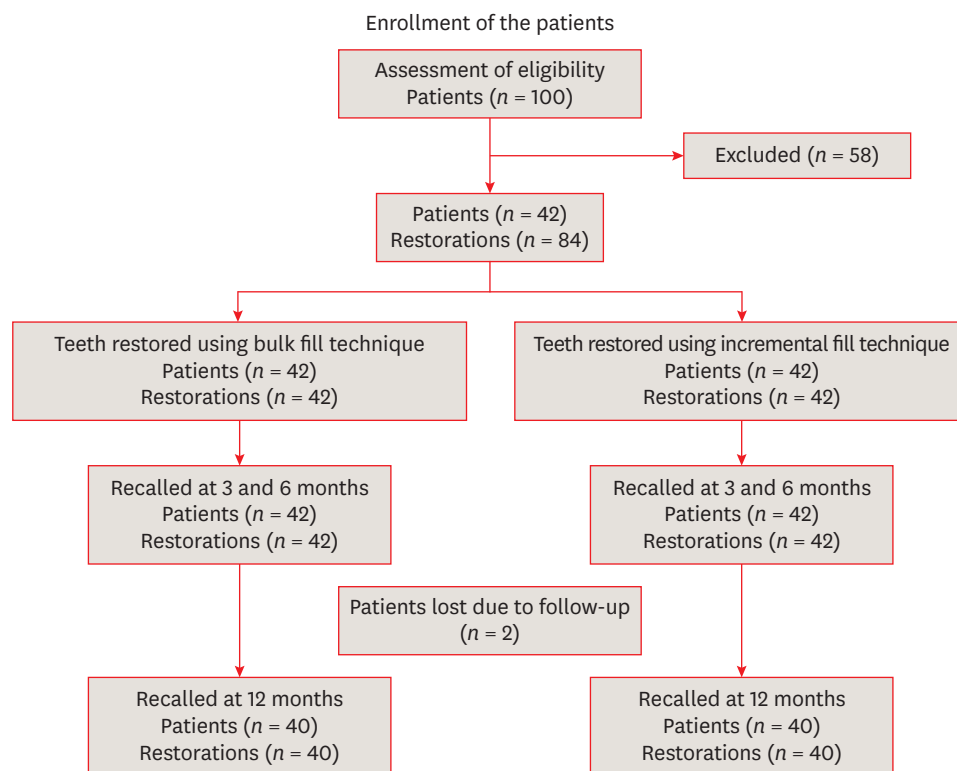 Enrollment of the patients
Assessment of eligibility
Patients (n = 100)
Excluded (n = 58)
Patients (n = 42)
Restorations (n = 84)
Teeth restored using bulk fill technique
Patients (n = 42)
Restorations (n = 42)
Teeth restored using incremental fill technique
Patients (n = 42)
Restorations (n = 42)
Recalled at 3 and 6 months
Patients (n = 42)
Restorations (n = 42)
Recalled at 3 and 6 months
Patients (n = 42)
Restorations (n = 42)
Patients lost due to follow-up
(n = 2)
Recalled at 12 months
Patients (n = 40)
Restorations (n = 40)
Recalled at 12 months
Patients (n = 40)
Restorations (n = 40)